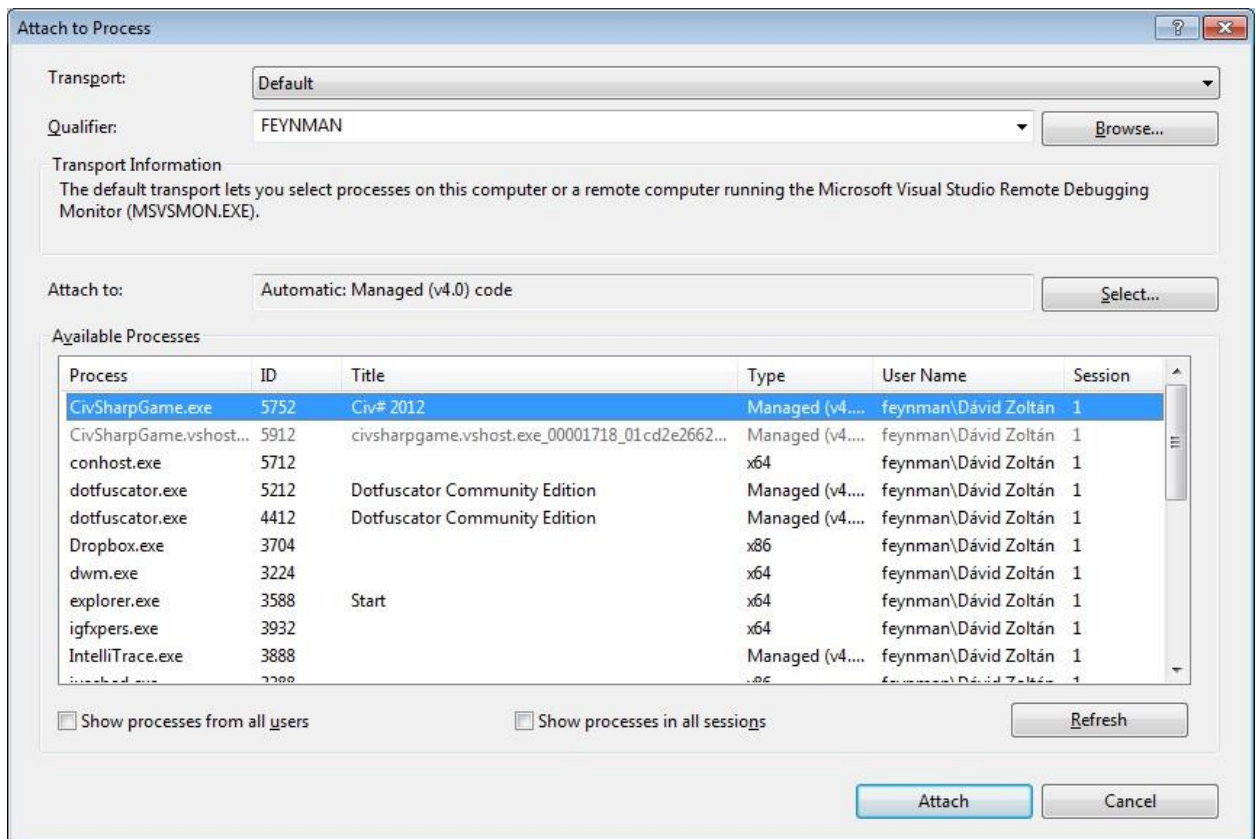 Attach to Process
Transport:
Default
Qualifier:
FEYNMAN
Browse...
Transport Information
The default transport lets you select processes on this computer or a remote computer running the Microsoft Visual Studio Remote Debugging
Monitor (MSVSMON.EXE).
Attach to:
Automatic: Managed (v4.0) code
Select...
Available Processes
Process ID Title Type User Name Session
CivSharpGame.exe 5752 Civ# 2012 Managed (v4.... feynman\Dávid Zoltán 1
CivSharpGame.vshost... 5912 civsharpgame.vshost.exe_00001718_01cd2e2662... Managed (v4.... feynman\Dávid Zoltán 1
conhost.exe 5712 x64 feynman\Dávid Zoltán 1
dotfuscator.exe 5212 Dotfuscator Community Edition Managed (v4.... feynman\Dávid Zoltán 1
dotfuscator.exe 4412 Dotfuscator Community Edition Managed (v4.... feynman\Dávid Zoltán 1
Dropbox.exe 3704 x86 feynman\Dávid Zoltán 1
dwm.exe 3224 x64 feynman\Dávid Zoltán 1
explorer.exe 3588 Start x64 feynman\Dávid Zoltán 1
igfxpers.exe 3932 x64 feynman\Dávid Zoltán 1
IntelliTrace.exe 3888 Managed (v4.... feynman\Dávid Zoltán 1
Show processes from all users
Show processes in all sessions
Refresh
Attach
Cancel